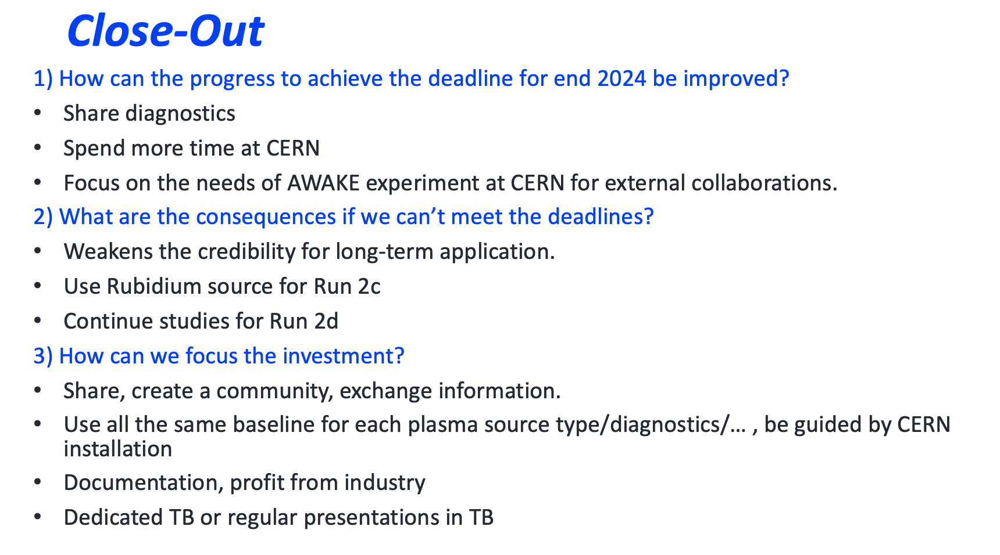 Close-Out
1) How can the progress to achieve the deadline for end 2024 be improved?
• Share diagnostics
• Spend more time at CERN
• Focus on the needs of AWAKE experiment at CERN for external collaborations.
2) What are the consequences if we can’t meet the deadlines?
• Weakens the credibility for long-term application.
• Use Rubidium source for Run 2c
• Continue studies for Run 2d
3) How can we focus the investment?
• Share, create a community, exchange information.
• Use all the same baseline for each plasma source type/diagnostics/… , be guided by CERN
installation
• Documentation, profit from industry
• Dedicated TB or regular presentations in TB